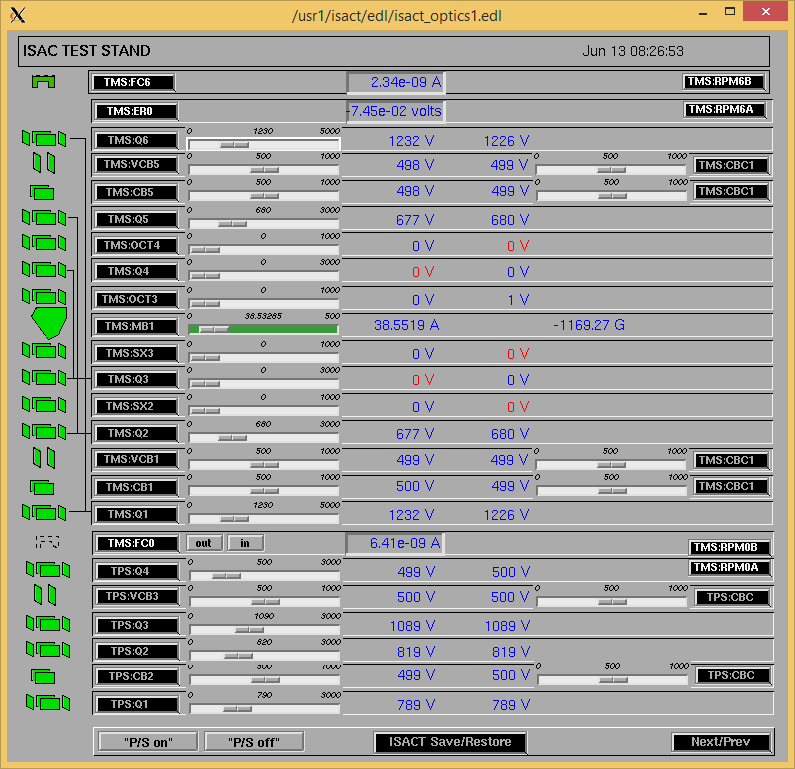 /usr1/isact/edl/isact_optics1.edl
ISAC TEST STAND Jun 13 08:26:53
TMS:FC6 2.34e-09 A TMS:RPM6B
TMS:ER0 -7.45e-02 volts TMS:RPM6A
TMS:Q6 0 1230 5000 1232 V 1226 V
TMS:VCB5 0 500 1000 498 V 499 V 0 500 1000 TMS:CBC1
TMS:CB5 0 500 1000 498 V 499 V 0 500 1000 TMS:CBC1
TMS:Q5 0 680 3000 677 V 680 V
TMS:OCT4 0 0 1000 0 V 0 V
TMS:Q4 0 0 3000 0 V 0 V
TMS:OCT3 0 0 1000 0 V 1 V
TMS:MB1 0 38.53265 500 38.5519 A -1169.27 G
TMS:SX3 0 0 1000 0 V 0 V
TMS:Q3 0 0 3000 0 V 0 V
TMS:SX2 0 0 1000 0 V 0 V
TMS:Q2 0 680 3000 677 V 680 V
TMS:VCB1 0 500 1000 499 V 499 V 0 500 1000 TMS:CBC1
TMS:CB1 0 500 1000 500 V 499 V 0 500 1000 TMS:CBC1
TMS:Q1 0 1230 5000 1232 V 1226 V
TMS:FC0 out in 6.41e-09 A TMS:RPM0B
TPS:Q4 0 500 3000 499 V 500 V TMS:RPM0A
TPS:VCB3 0 500 1000 500 V 500 V 0 500 1000 TPS:CBC
TPS:Q3 0 1090 3000 1089 V 1089 V
TPS:Q2 0 820 3000 819 V 819 V
TPS:CB2 0 500 1000 499 V 500 V 0 500 1000 TPS:CBC
TPS:Q1 0 790 3000 789 V 789 V
"P/S on" "P/S off" ISACT Save/Restore Next/Prev